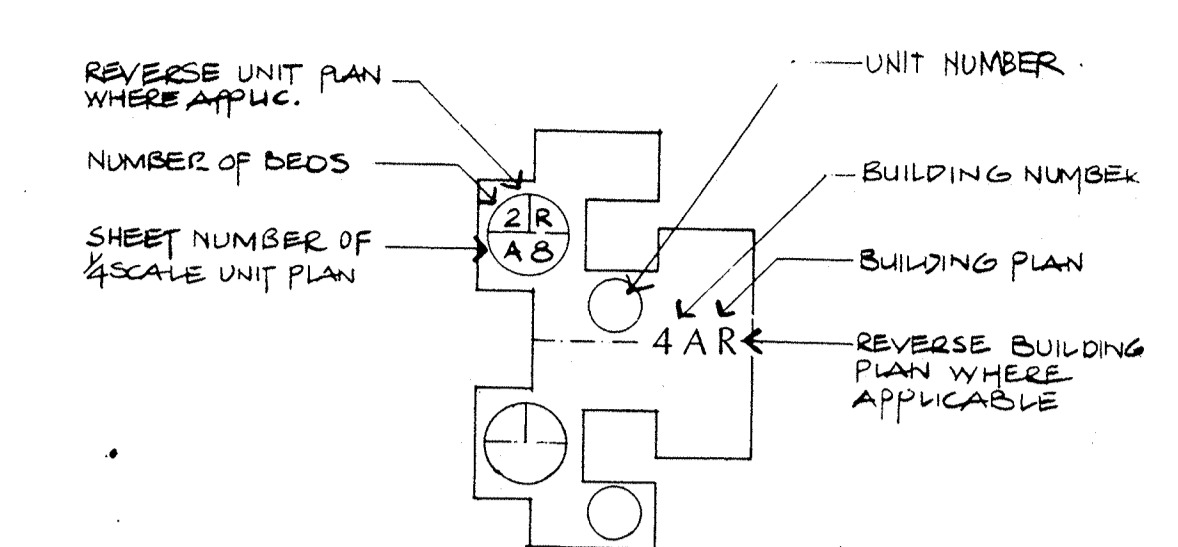 REVERSE UNIT PLAN
WHERE APPLIC.
NUMBER OF BEDS
SHEET NUMBER OF
1/4 SCALE UNIT PLAN
2 R
A 8
UNIT NUMBER
BUILDING NUMBER
BUILDING PLAN
4 A R
REVERSE BUILDING
PLAN WHERE
APPLICABLE